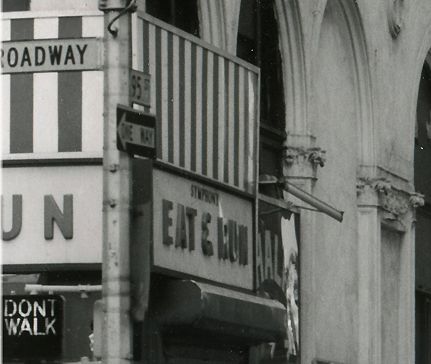 ROADWAY
95
ONE WAY
SYMPHONY
EAT & RUN
UN
DONT
WALK